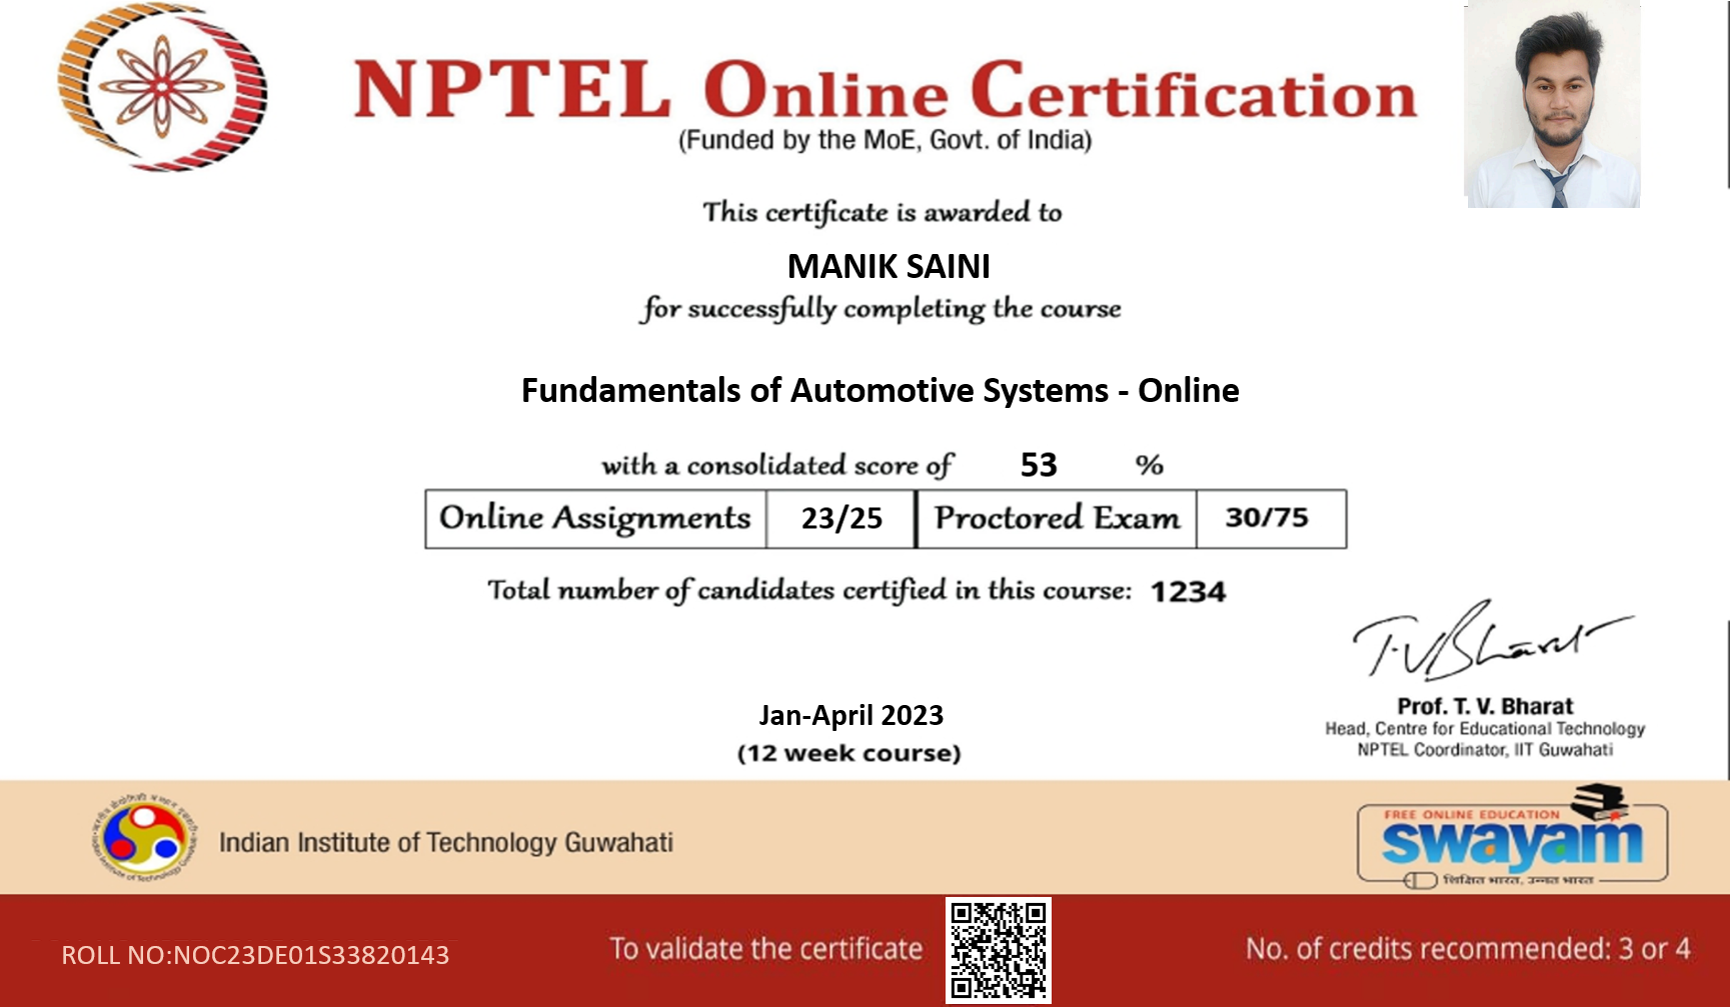 NPTEL Online Certification
(Funded by the MoE, Govt. of India)
This certificate is awarded to
MANIK SAINI
for successfully completing the course
Fundamentals of Automotive Systems - Online
with a consolidated score of 53 %
Online Assignments 23/25 Proctored Exam 30/75
Total number of candidates certified in this course: 1234
T.V.Bharat
Prof. T. V. Bharat
Head, Centre for Educational Technology
NPTEL Coordinator, IIT Guwahati
Jan-April 2023
(12 week course)
Indian Institute of Technology Guwahati
FREE ONLINE EDUCATION
swayam
शिक्षित भारत, उन्नत भारत
ROLL NO:NOC23DE01S33820143
To validate the certificate
No. of credits recommended: 3 or 4